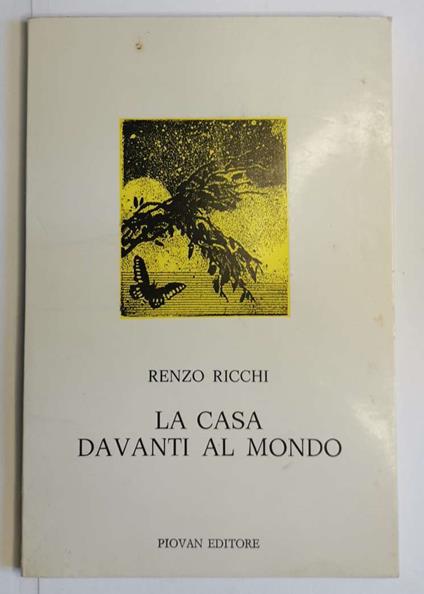 RENZO RICCHI
LA CASA
DAVANTI AL MONDO
PIOVAN EDITORE